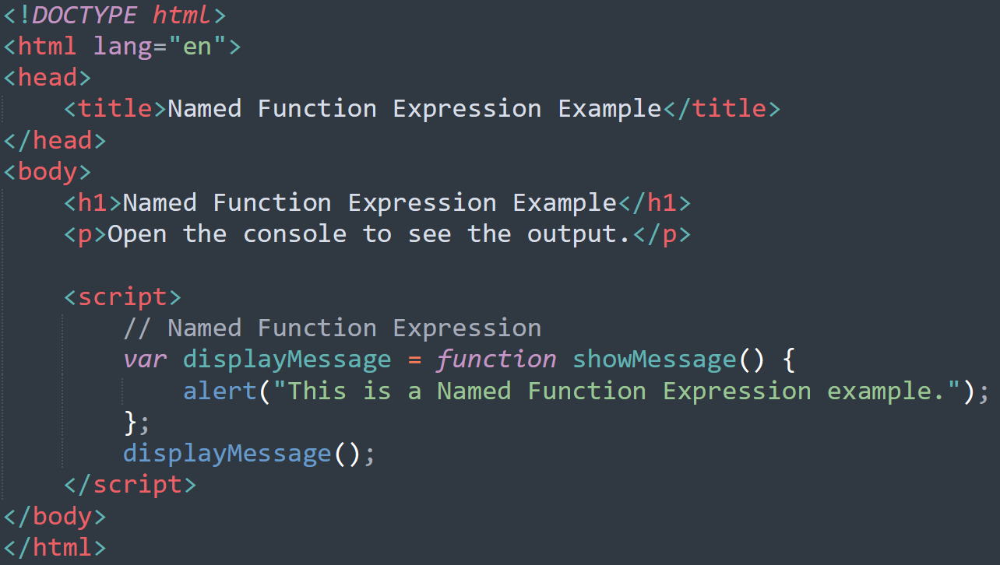 <!DOCTYPE html>
<html lang="en">
<head>
    <title>Named Function Expression Example</title>
</head>
<body>
    <h1>Named Function Expression Example</h1>
    <p>Open the console to see the output.</p>

    <script>
        // Named Function Expression
        var displayMessage = function showMessage() {
            alert("This is a Named Function Expression example.");
        };
        displayMessage();
    </script>
</body>
</html>